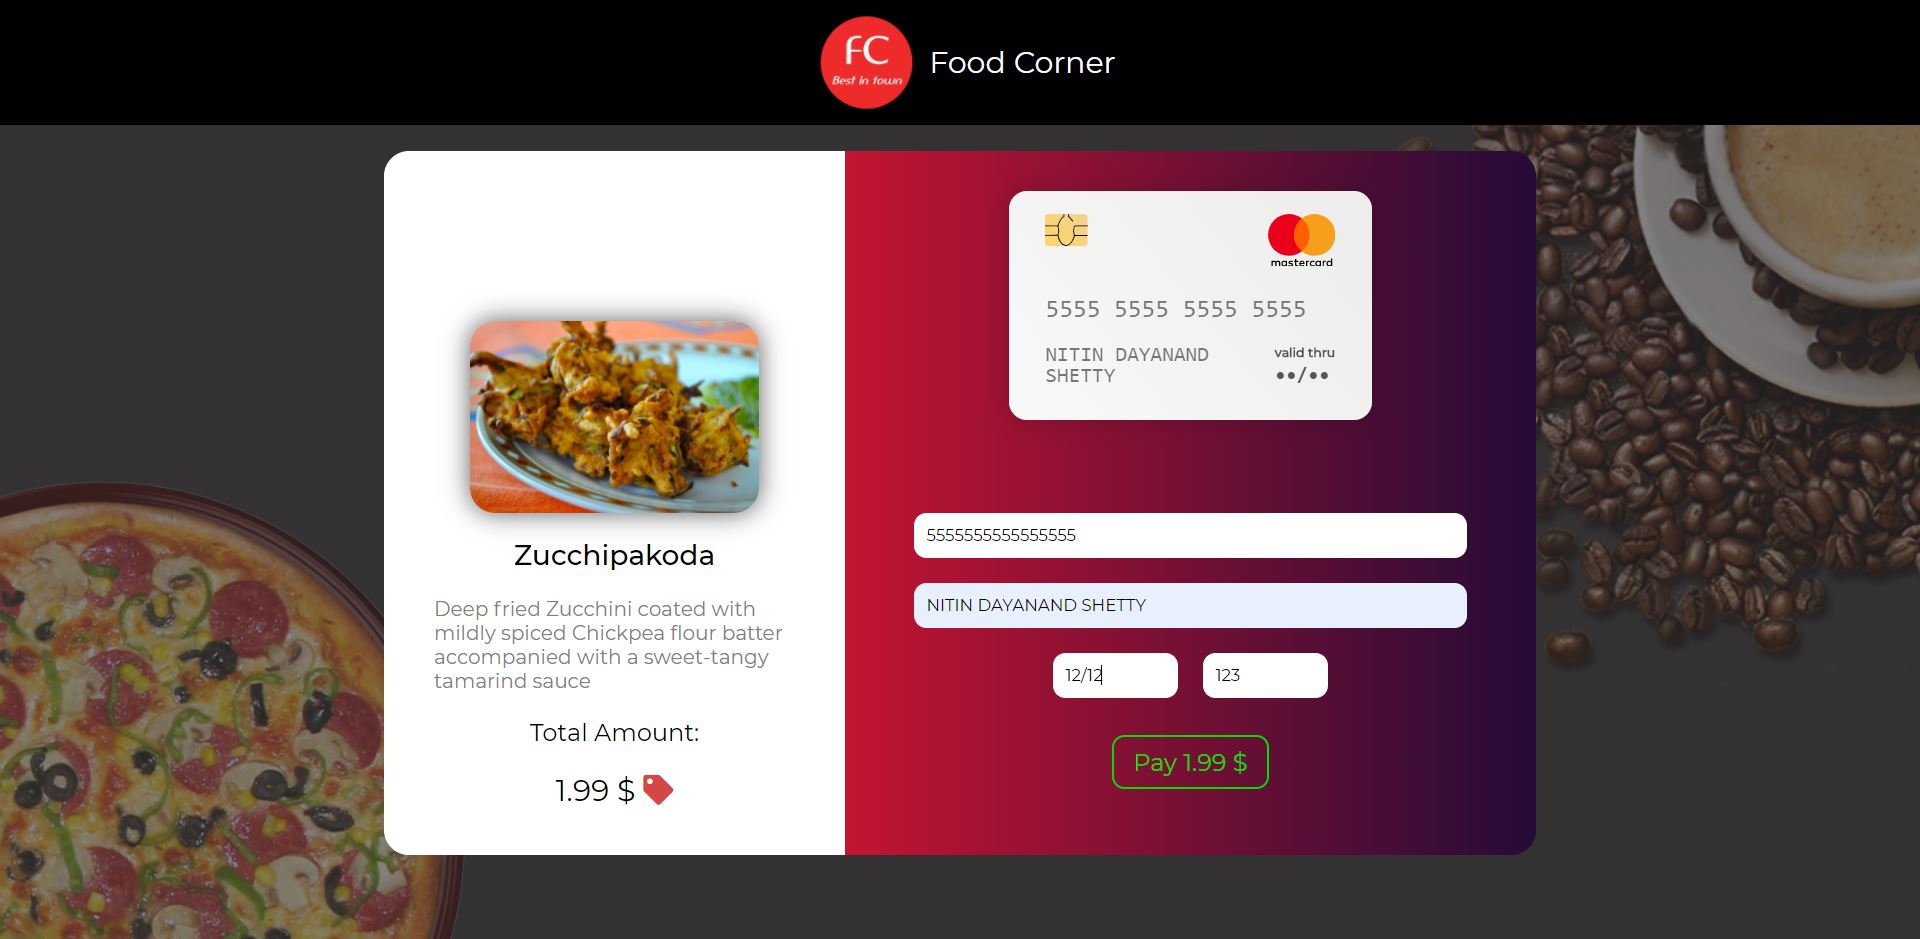 FC
Best in town
Food Corner
Zucchipakoda
Deep fried Zucchini coated with
mildly spiced Chickpea flour batter
accompanied with a sweet-tangy
tamarind sauce
Total Amount:
1.99 $
mastercard
5555 5555 5555 5555
NITIN DAYANAND
SHETTY
valid thru
••/••
5555555555555555
NITIN DAYANAND SHETTY
12/12
123
Pay 1.99 $